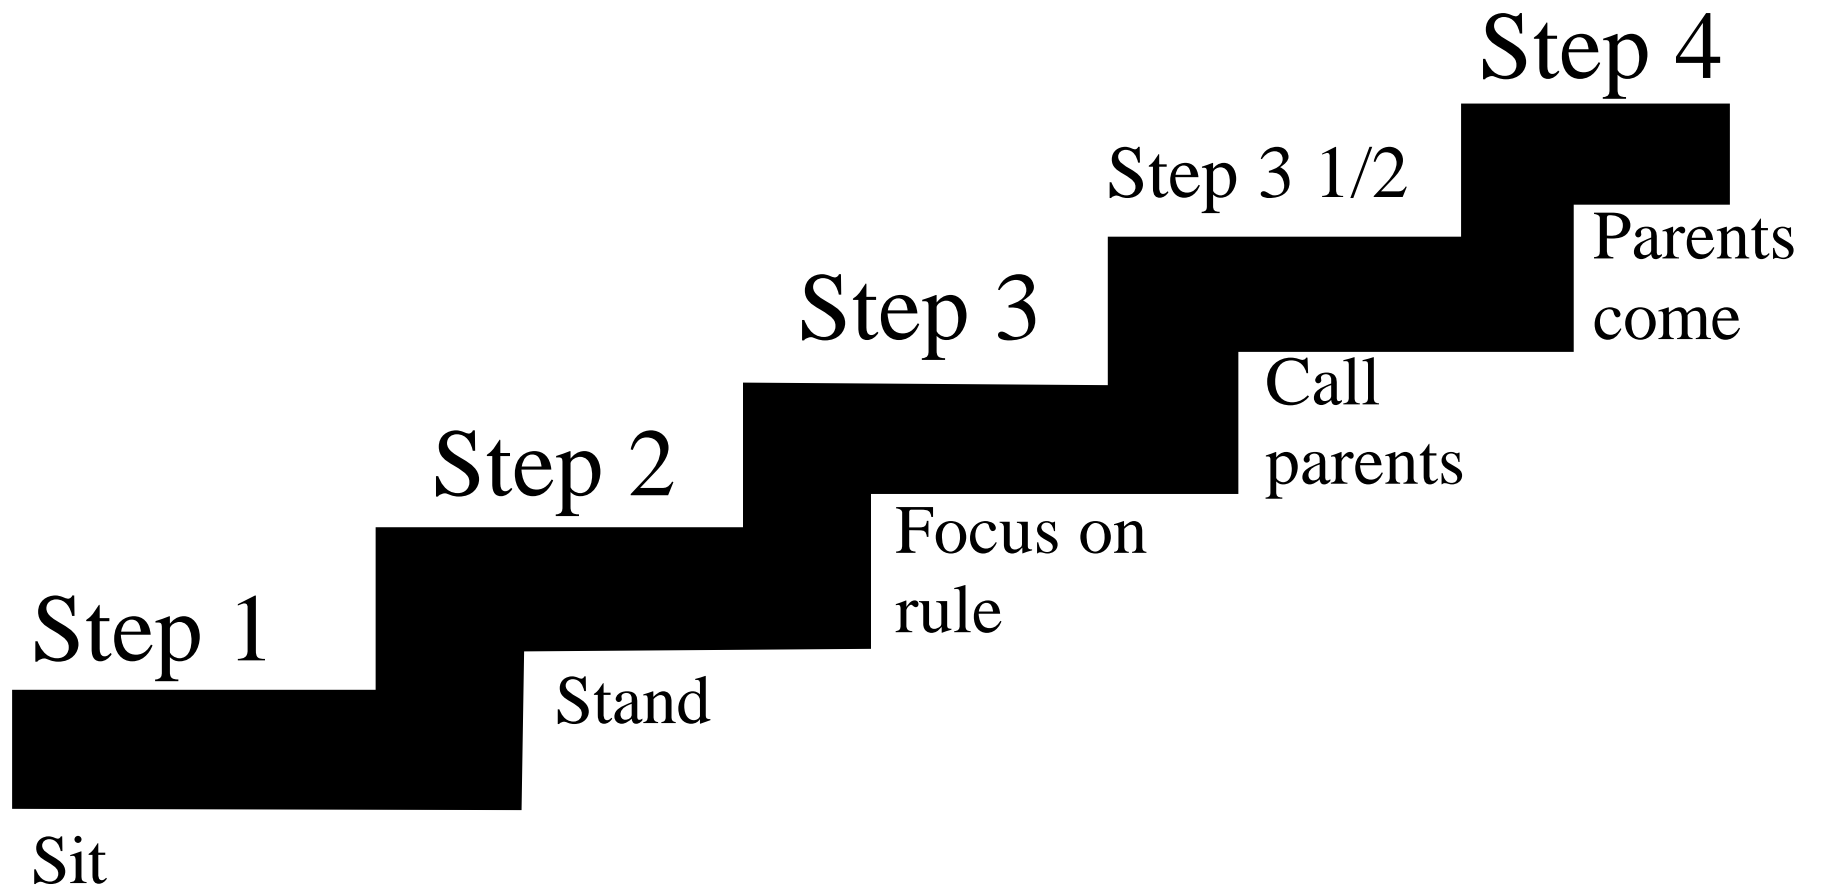 Step 4
Step 3 1/2
Parents
come
Step 3
Call
parents
Step 2
Focus on
rule
Step 1
Stand
Sit